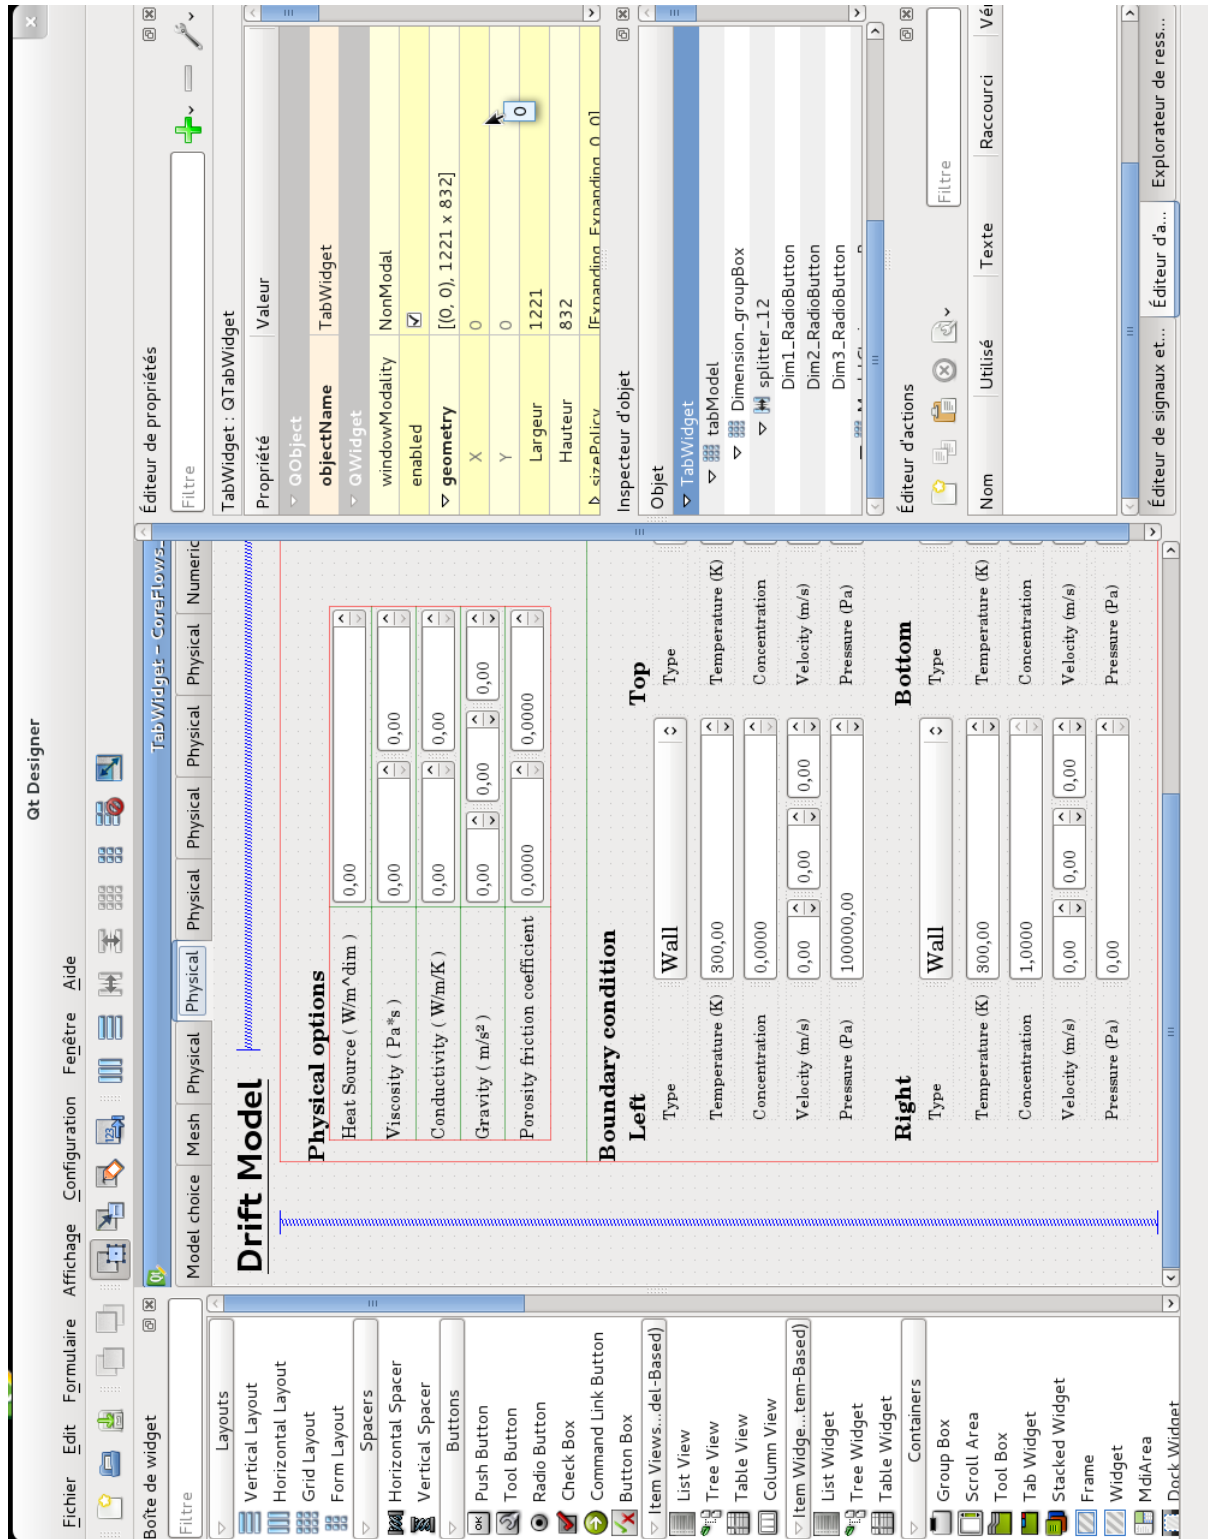 Qt Designer
Fichier Edit Formulaire Affichage Configuration Fenêtre Aide
Boîte de widget
Filtre
Layouts
Vertical Layout
Horizontal Layout
Grid Layout
Form Layout
Spacers
Horizontal Spacer
Vertical Spacer
Buttons
Push Button
Tool Button
Radio Button
Check Box
Command Link Button
Button Box
Item Views...del-Based)
List View
Tree View
Table View
Column View
Item Widge...tem-Based)
List Widget
Tree Widget
Table Widget
Containers
Group Box
Scroll Area
Tool Box
Tab Widget
Stacked Widget
Frame
Widget
MdiArea
Dock Widget
TabWidget - CoreFlows
Model choice Mesh Physical Physical Physical Physical Physical Numeric
Drift Model
Physical options
Heat Source ( W/m^dim ) 0,00
Viscosity ( Pa*s ) 0,00 0,00
Conductivity ( W/m/K ) 0,00 0,00
Gravity ( m/s² ) 0,00 0,00 0,00
Porosity friction coefficient 0,0000 0,0000
Boundary condition
Left Top
Type Wall Type
Temperature (K) 300,00 Temperature (K)
Concentration 0,0000 Concentration
Velocity (m/s) 0,00 0,00 0,00 Velocity (m/s)
Pressure (Pa) 100000,00 Pressure (Pa)
Right Bottom
Type Wall Type
Temperature (K) 300,00 Temperature (K)
Concentration 1,0000 Concentration
Velocity (m/s) 0,00 0,00 0,00 Velocity (m/s)
Pressure (Pa) 0,00 Pressure (Pa)
Éditeur de propriétés
Filtre
TabWidget : QTabWidget
Propriété Valeur
QObject
objectName TabWidget
QWidget
windowModality NonModal
enabled
geometry [(0, 0), 1221 x 832]
X 0
Y 0
0
Largeur 1221
Hauteur 832
sizePolicy [Expanding, Expanding, 0, 0]
Inspecteur d'objet
Objet
TabWidget
tabModel
Dimension_groupBox
splitter_12
Dim1_RadioButton
Dim2_RadioButton
Dim3_RadioButton
Éditeur d'actions
Filtre
Nom Utilisé Texte Raccourci Vér
Éditeur de signaux et... Éditeur d'a... Explorateur de ress...